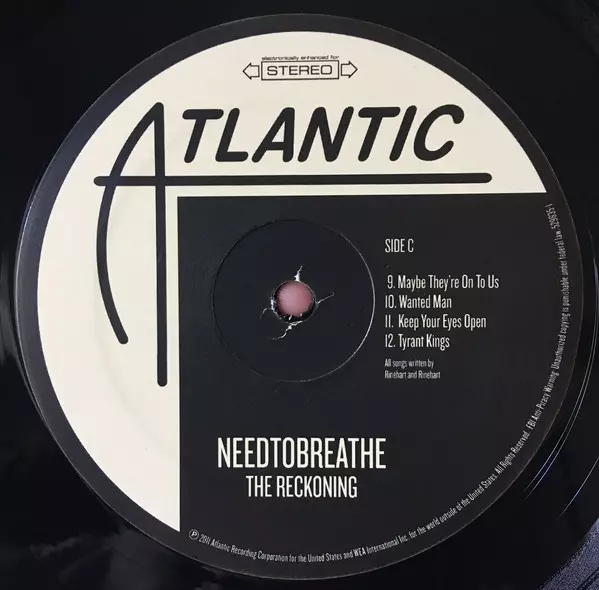 electronically enhanced for
STEREO
ATLANTIC
SIDE C
9. Maybe They're On To Us
10. Wanted Man
11. Keep Your Eyes Open
12. Tyrant Kings
All songs written by
Rinehart and Rinehart
NEEDTOBREATHE
THE RECKONING
℗ 2011 Atlantic Recording Corporation for the United States and WEA International Inc. for the world outside of the United States. All Rights Reserved. FBI Anti-Piracy Warning: Unauthorized copying is punishable under federal law. 529635-1